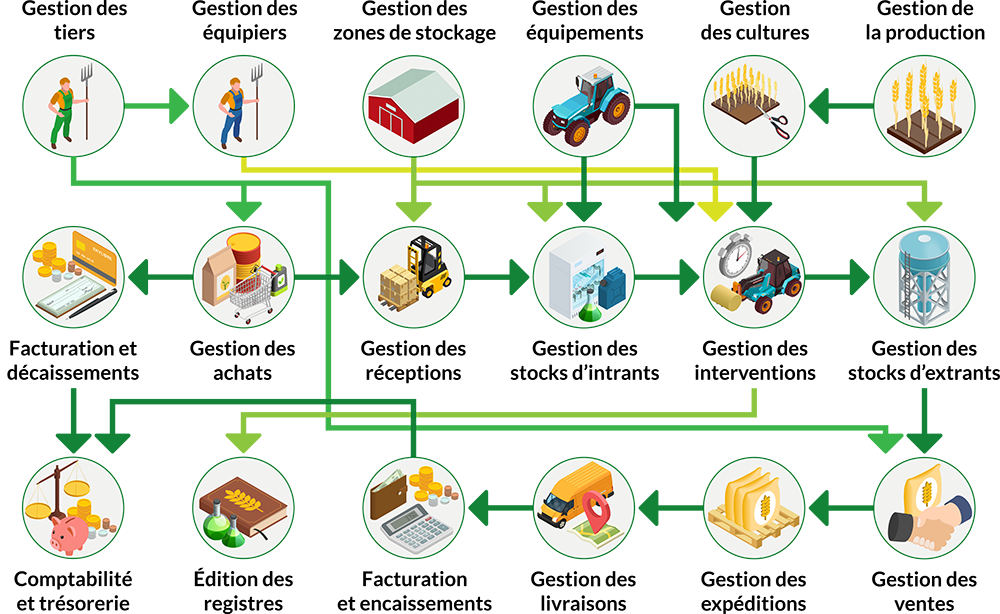 Gestion des
tiers
Gestion des
équipiers
Gestion des
zones de stockage
Gestion des
équipements
Gestion
des cultures
Gestion de
la production
Facturation et
décaissements
Gestion des
achats
Gestion des
réceptions
Gestion des
stocks d’intrants
Gestion des
interventions
Gestion des
stocks d’extrants
Comptabilité
et trésorerie
Édition des
registres
Facturation
et encaissements
Gestion des
livraisons
Gestion des
expéditions
Gestion des
ventes